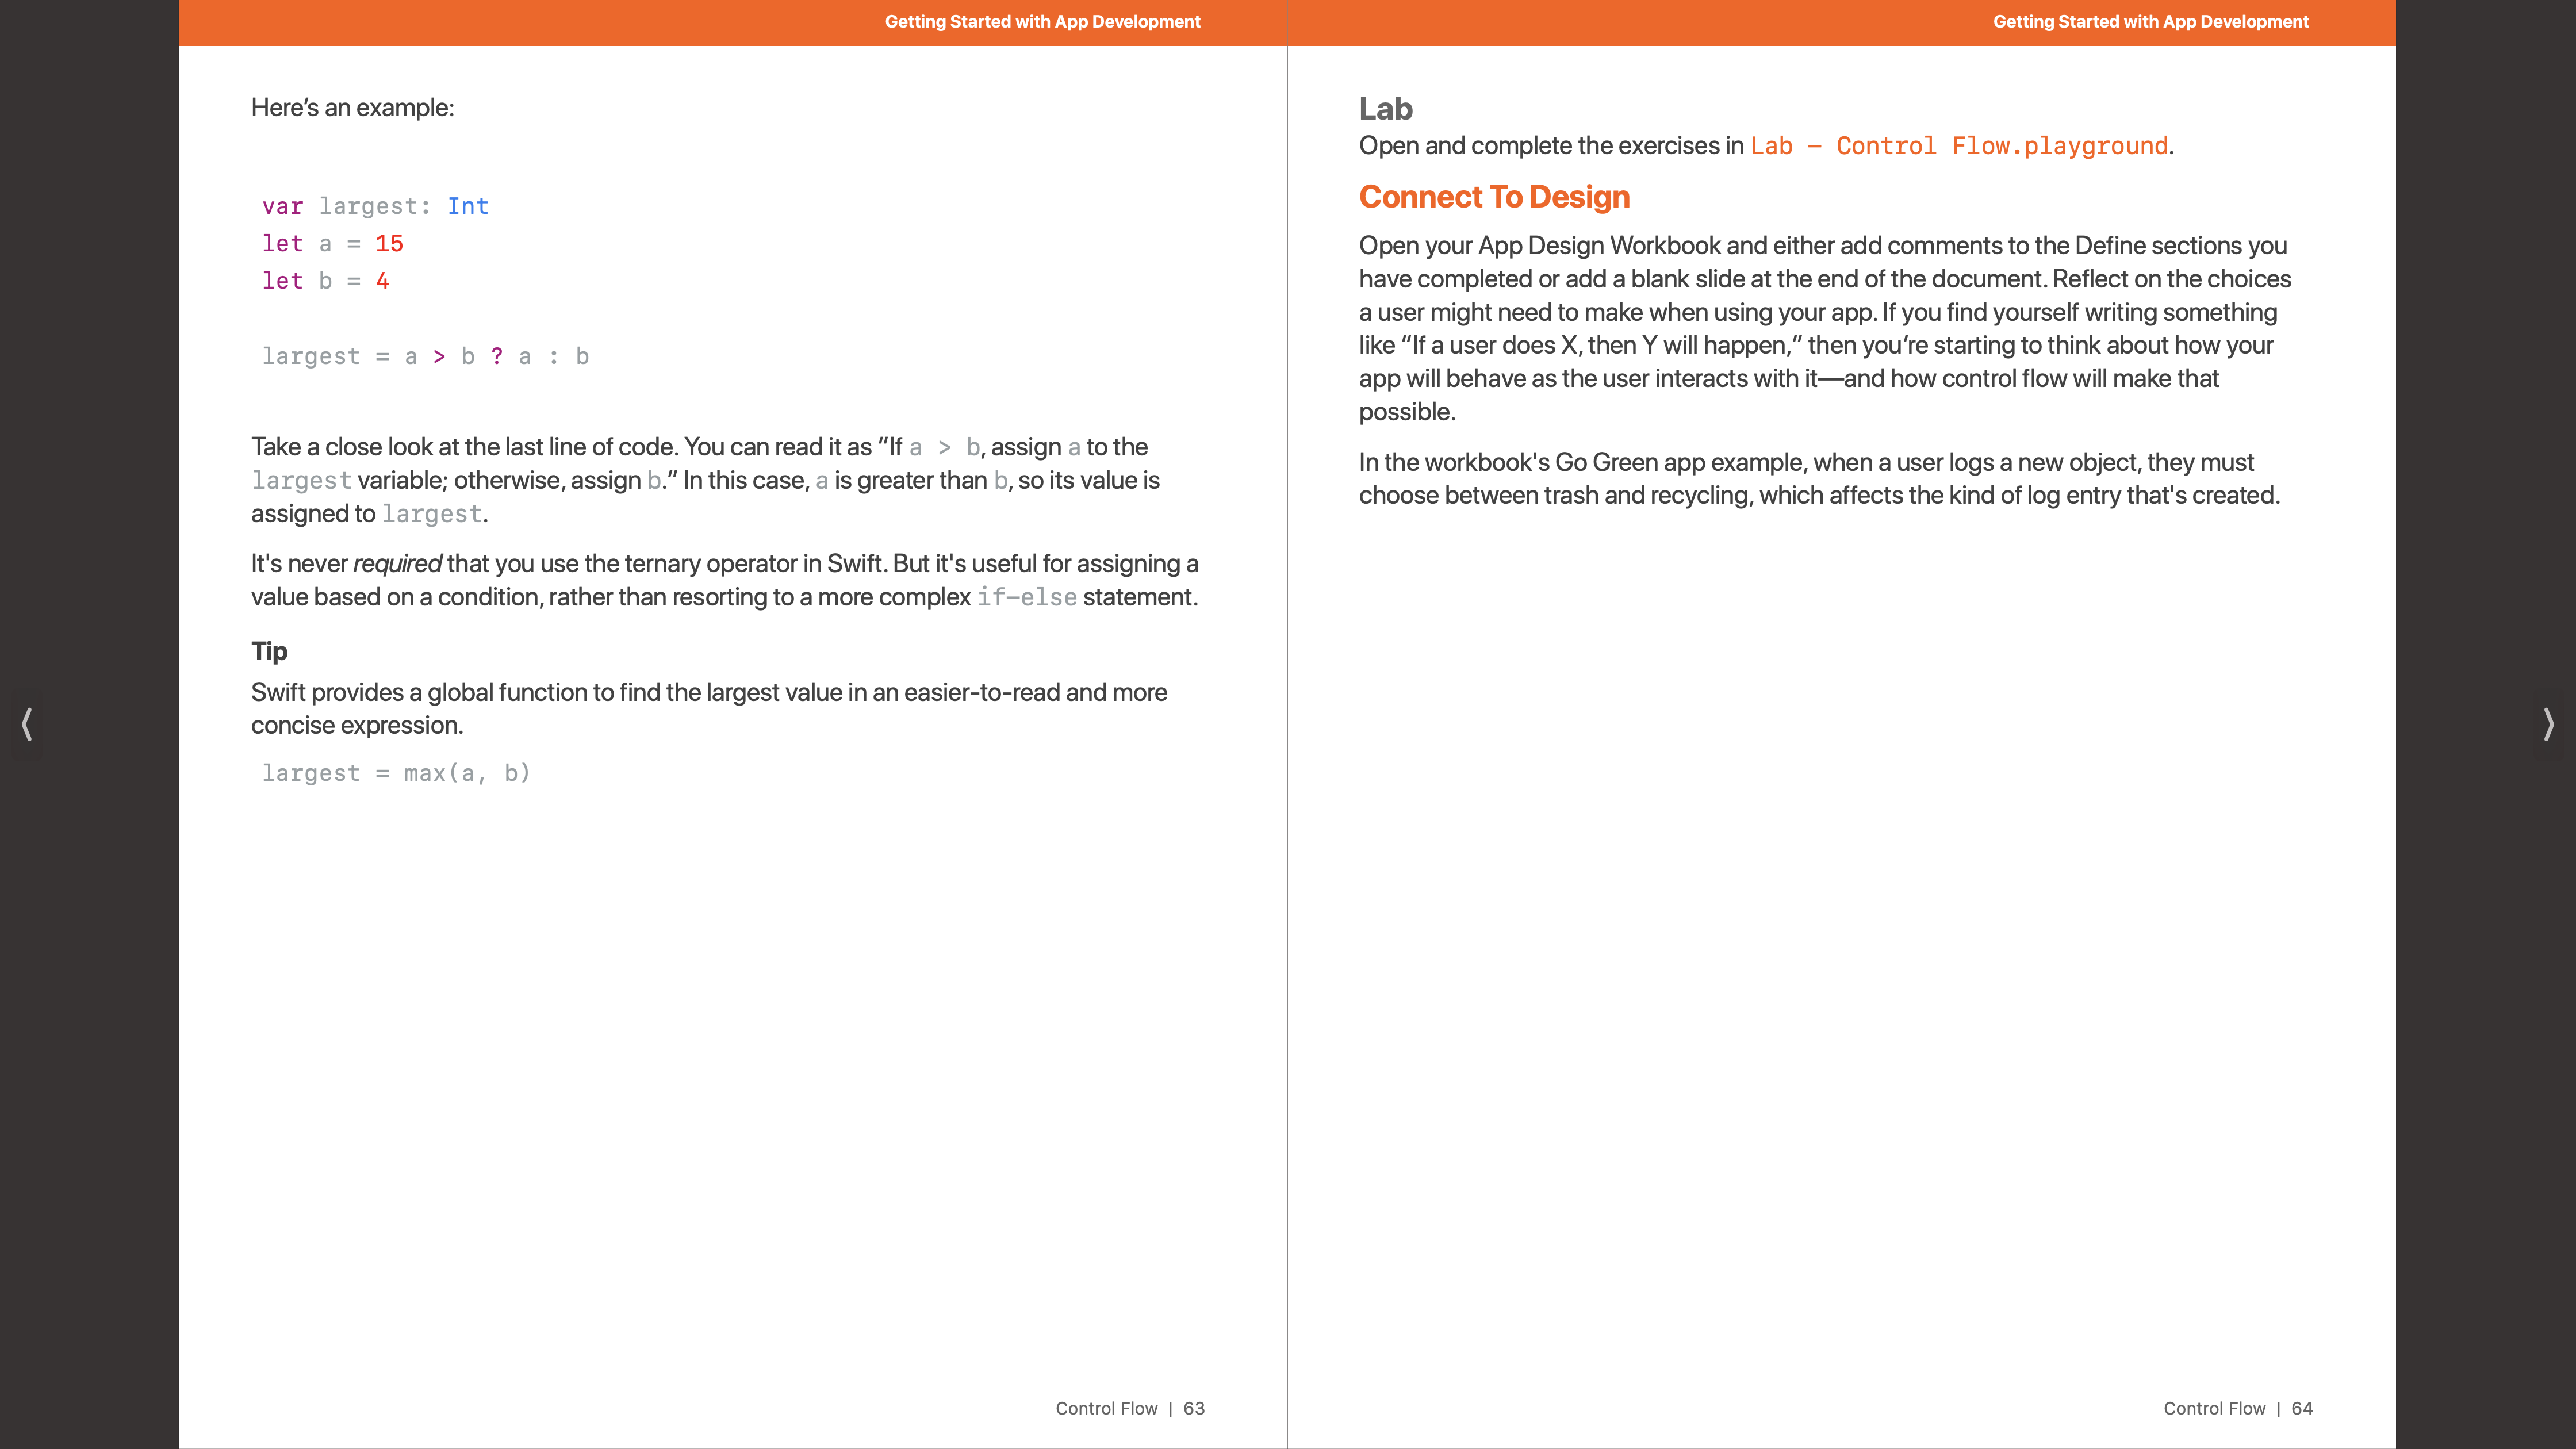 Getting Started with App Development
Here’s an example:
var largest: Int
let a = 15
let b = 4
largest = a > b ? a : b
Take a close look at the last line of code. You can read it as “If a > b, assign a to the
largest variable; otherwise, assign b.” In this case, a is greater than b, so its value is
assigned to largest.
It's never required that you use the ternary operator in Swift. But it's useful for assigning a
value based on a condition, rather than resorting to a more complex if-else statement.
Tip
Swift provides a global function to find the largest value in an easier-to-read and more
concise expression.
largest = max(a, b)
Control Flow | 63
Getting Started with App Development
Lab
Open and complete the exercises in Lab – Control Flow.playground.
Connect To Design
Open your App Design Workbook and either add comments to the Define sections you
have completed or add a blank slide at the end of the document. Reflect on the choices
a user might need to make when using your app. If you find yourself writing something
like “If a user does X, then Y will happen,” then you’re starting to think about how your
app will behave as the user interacts with it—and how control flow will make that
possible.
In the workbook's Go Green app example, when a user logs a new object, they must
choose between trash and recycling, which affects the kind of log entry that's created.
Control Flow | 64